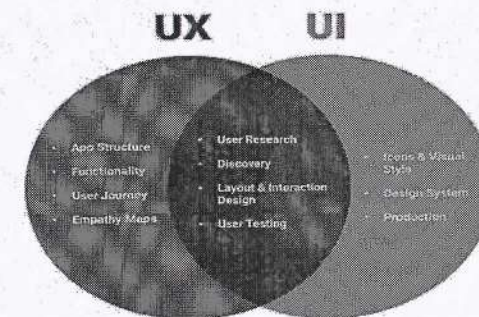 UX
UI
App Structure
Functionality
User Journey
Empathy Maps
User Research
Discovery
Layout & Interaction
Design
User Testing
Icons & Visual
Style
Design System
Production